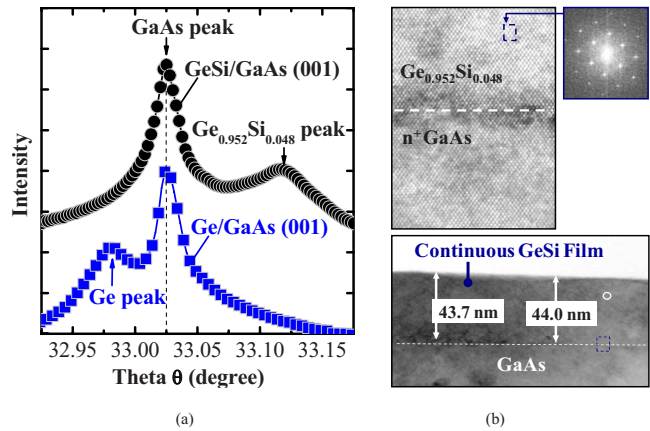 GaAs peak
GeSi/GaAs (001)
Ge0.952Si0.048 peak
Ge/GaAs (001)
Ge peak
Intensity
32.95 33.00 33.05 33.10 33.15
Theta θ (degree)
(a)
Ge0.952Si0.048
n+GaAs
Continuous GeSi Film
43.7 nm
44.0 nm
GaAs
(b)